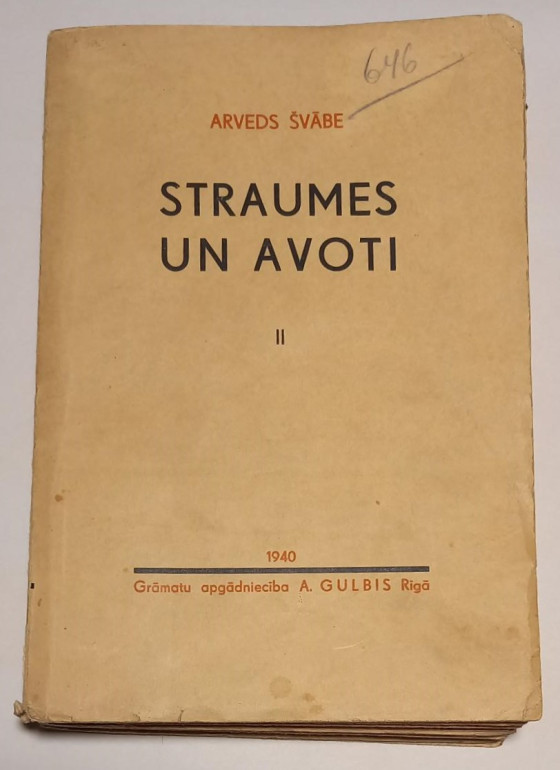 646
ARVEDS ŠVĀBE
STRAUMES
UN AVOTI
II
1940
Grāmatu apgādniecība A. GULBIS Rīgā